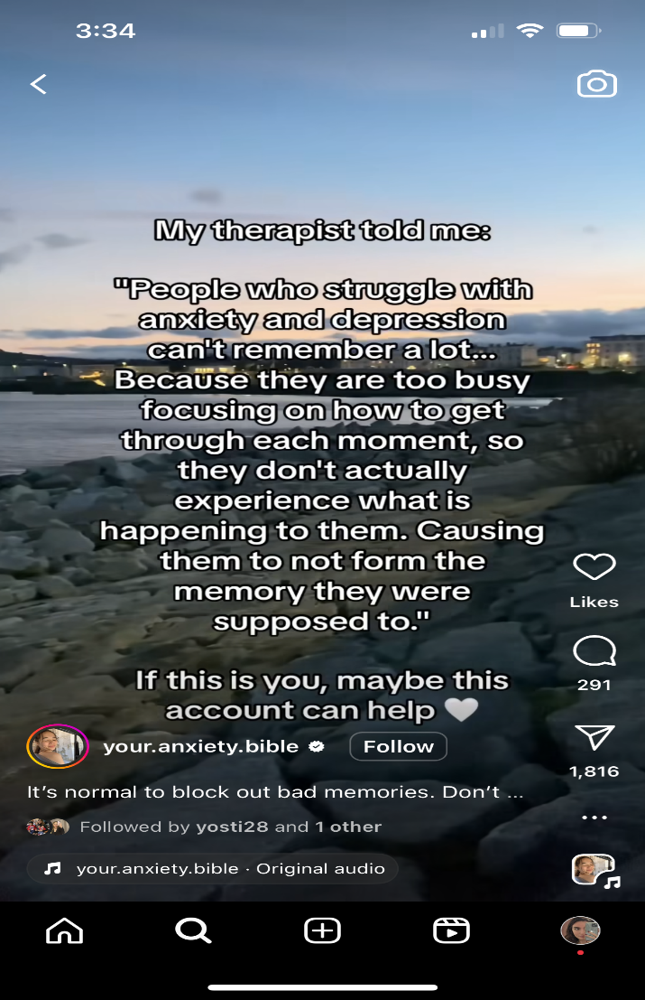 3:34
My therapist told me:
"People who struggle with
anxiety and depression
can't remember a lot...
Because they are too busy
focusing on how to get
through each moment, so
they don't actually
experience what is
happening to them. Causing
them to not form the
memory they were
supposed to."
If this is you, maybe this
account can help 🤍
Likes
291
1,816
your.anxiety.bible
Follow
It’s normal to block out bad memories. Don’t ...
Followed by yosti28 and 1 other
your.anxiety.bible · Original audio